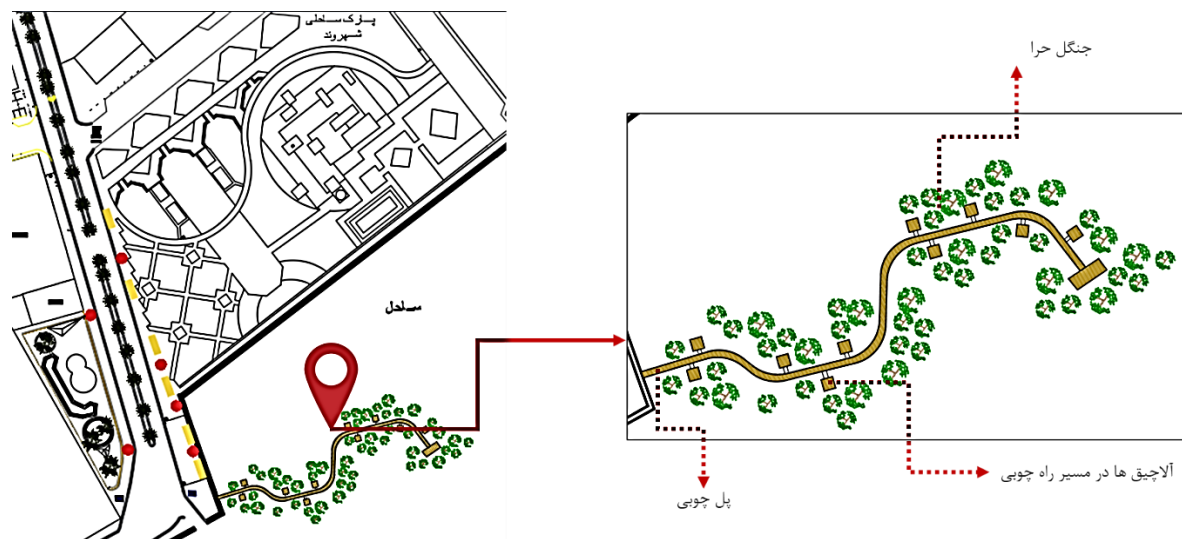 پارک ساحلی
شهروند
ساحل
جنگل حرا
آلاچیق ها در مسیر راه چوبی
پل چوبی